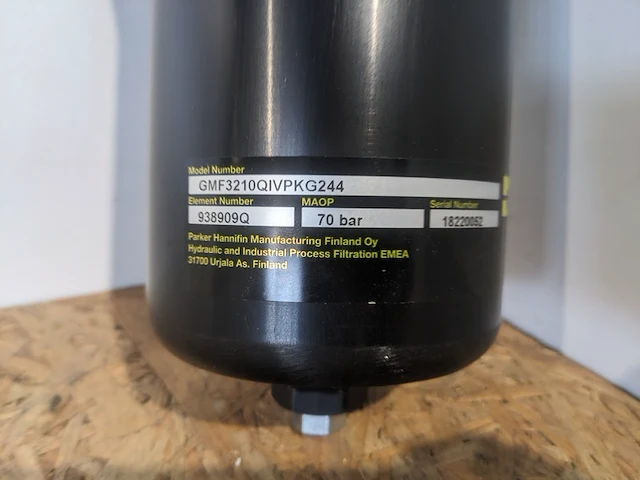 Model Number
GMF3210QIVPKG244
Element Number MAOP Serial Number
938909Q 70 bar 18220052
Parker Hannifin Manufacturing Finland Oy
Hydraulic and Industrial Process Filtration EMEA
31700 Urjala As. Finland